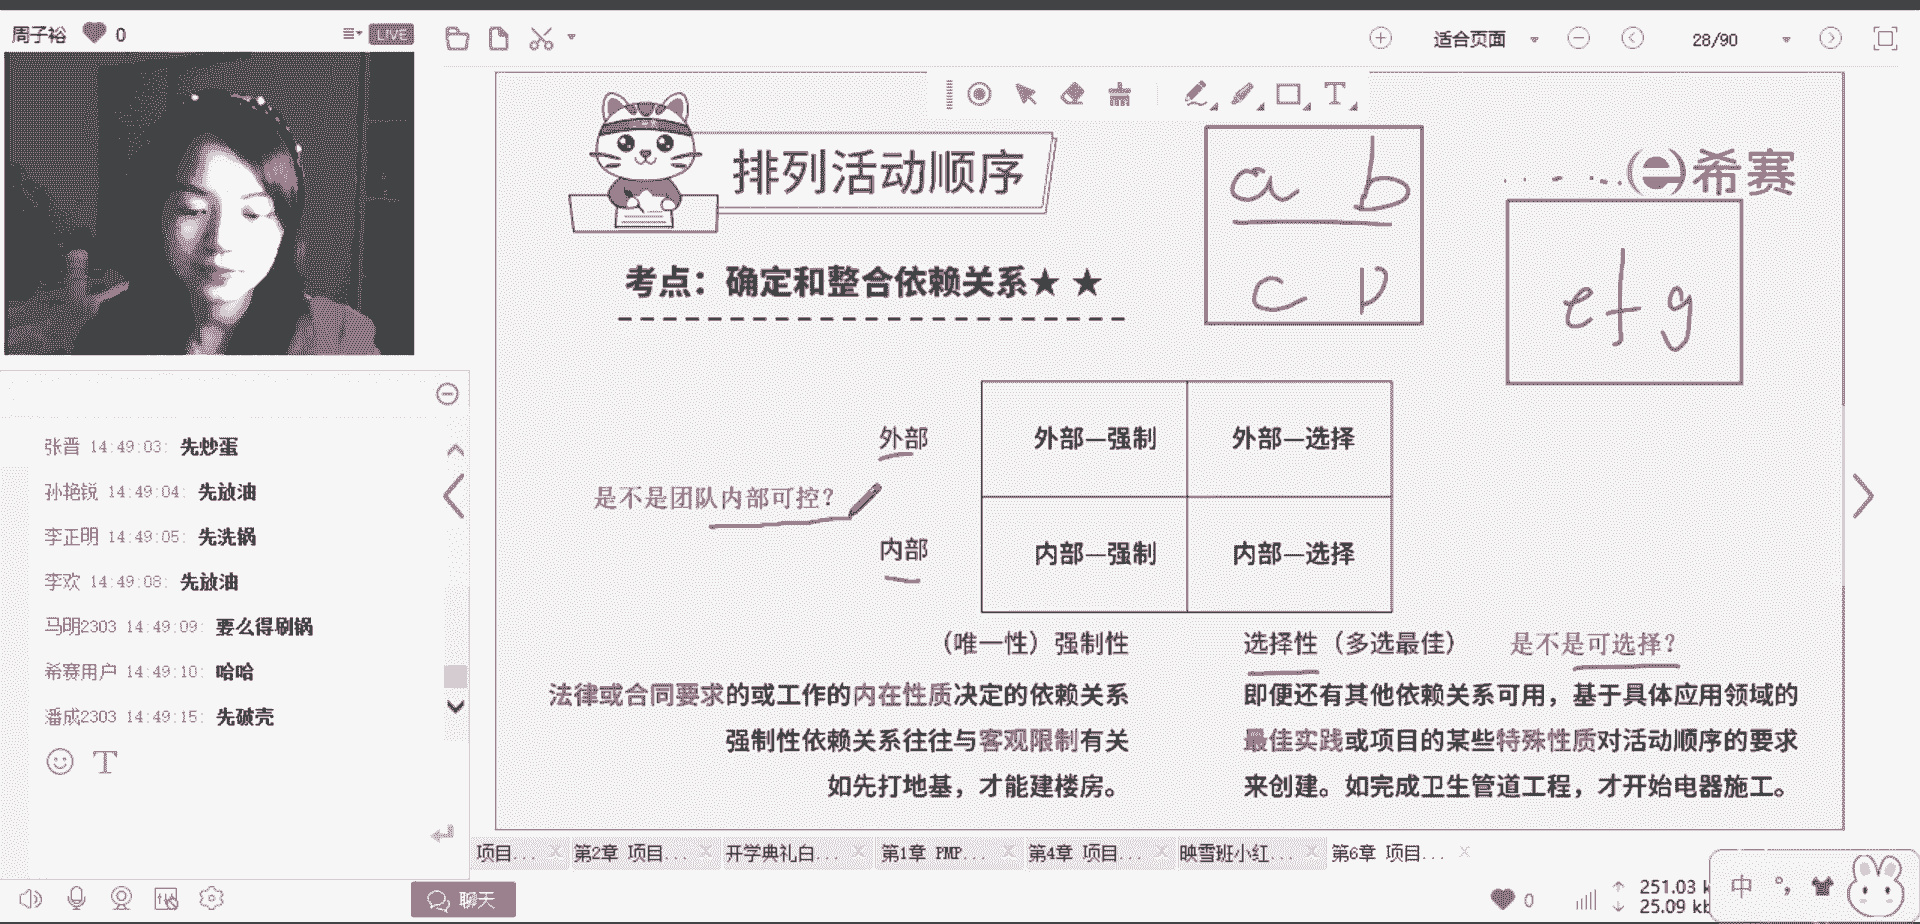 周子裕 0 LIVE
适合页面 28/90
排列活动顺序
a b
c D
希赛
e f g
考点：确定和整合依赖关系★ ★
张晋 14:49:03: 先炒蛋
孙艳锐 14:49:04: 先放油
李正明 14:49:05: 先洗锅
李欢 14:49:08: 先放油
马明2303 14:49:09: 要么得刷锅
希赛用户 14:49:10: 哈哈
潘成2303 14:49:15: 先破壳
外部 外部—强制 外部—选择
是不是团队内部可控？
内部 内部—强制 内部—选择
（唯一性）强制性 选择性（多选最佳） 是不是可选择？
法律或合同要求的或工作的内在性质决定的依赖关系
强制性依赖关系往往与客观限制有关
如先打地基，才能建楼房。
即便还有其他依赖关系可用，基于具体应用领域的
最佳实践或项目的某些特殊性质对活动顺序的要求
来创建。如完成卫生管道工程，才开始电器施工。
项目... 第2章 项目... 开学典礼白... 第1章 PMP... 第4章 项目... 映雪班小红... 第6章 项目...
聊天
0
251.03 k
25.09 kb
中